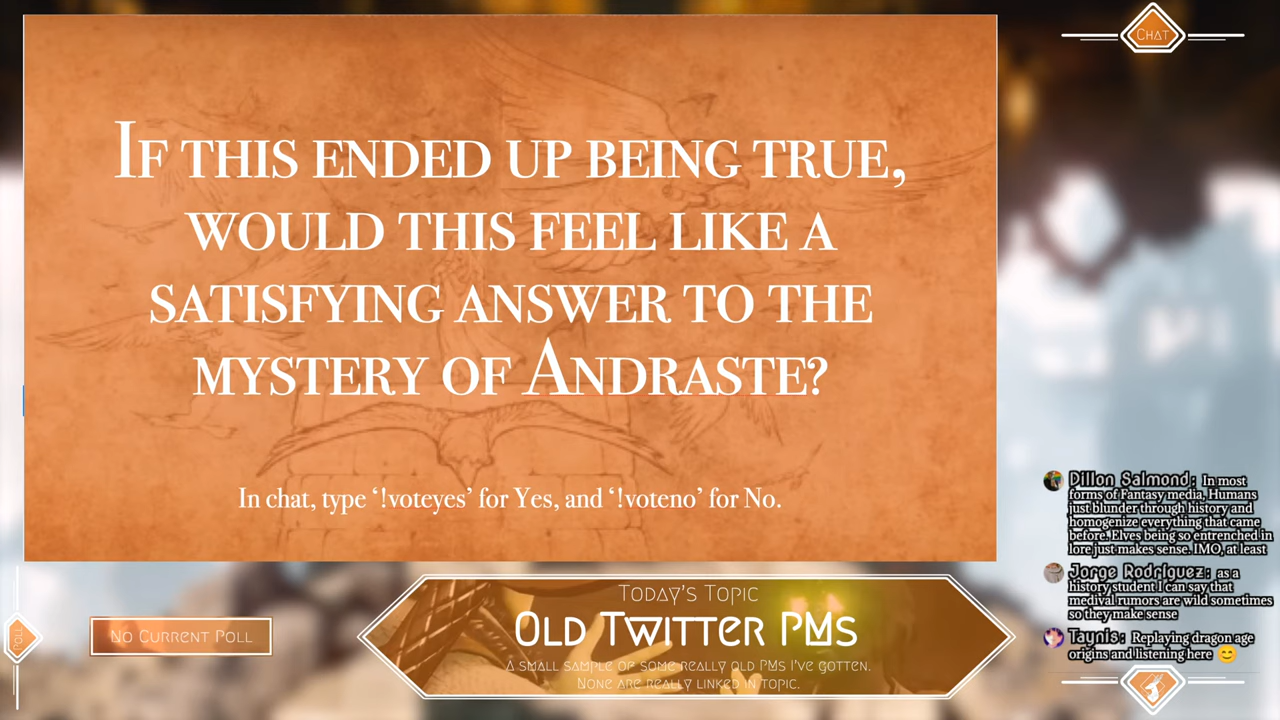 If this ended up being true,
would this feel like a
satisfying answer to the
mystery of Andraste?
In chat, type ‘!voteyes’ for Yes, and ‘!voteno’ for No.
Chat
Dillon Salmond: In most
forms of Fantasy media, Humans
just blunder through history and
homogenize everything that came
before. Elves being so entrenched in
lore just makes sense. IMO, at least
Jorge Rodríguez: as a
history student I can say that
medival rumors are wild sometimes
so they make sense
Taynis: Replaying dragon age
origins and listening here 😊
Poll
No Current Poll
Today's Topic
Old Twitter PMs
A small sample of some really old PMs I've gotten.
None are really linked in topic.